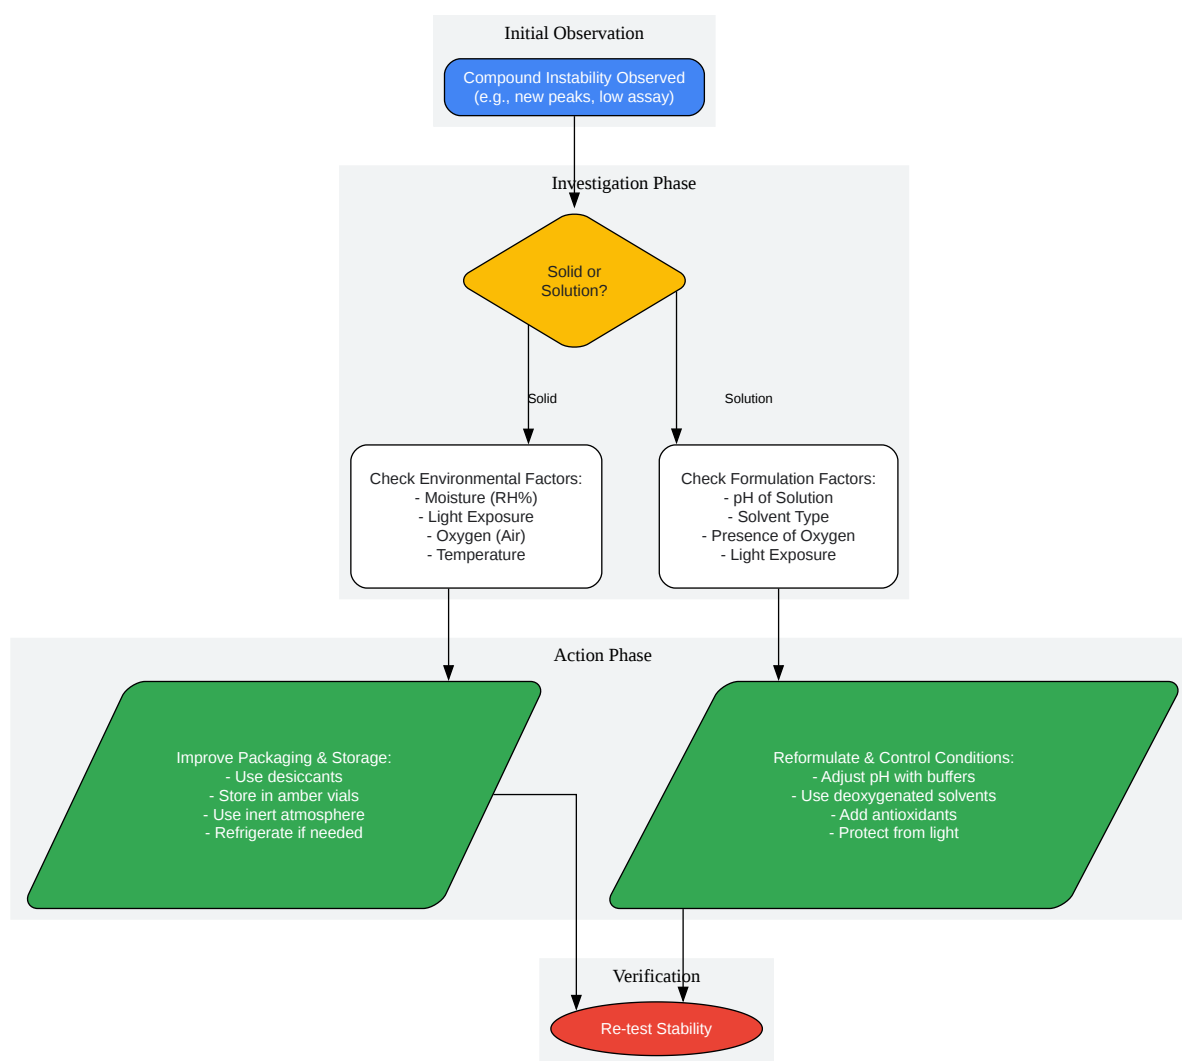 Initial Observation
Compound Instability Observed
(e.g., new peaks, low assay)
Investigation Phase
Solid or
Solution?
Solid
Solution
Check Environmental Factors:
- Moisture (RH%)
- Light Exposure
- Oxygen (Air)
- Temperature
Check Formulation Factors:
- pH of Solution
- Solvent Type
- Presence of Oxygen
- Light Exposure
Action Phase
Improve Packaging & Storage:
- Use desiccants
- Store in amber vials
- Use inert atmosphere
- Refrigerate if needed
Reformulate & Control Conditions:
- Adjust pH with buffers
- Use deoxygenated solvents
- Add antioxidants
- Protect from light
Verification
Re-test Stability